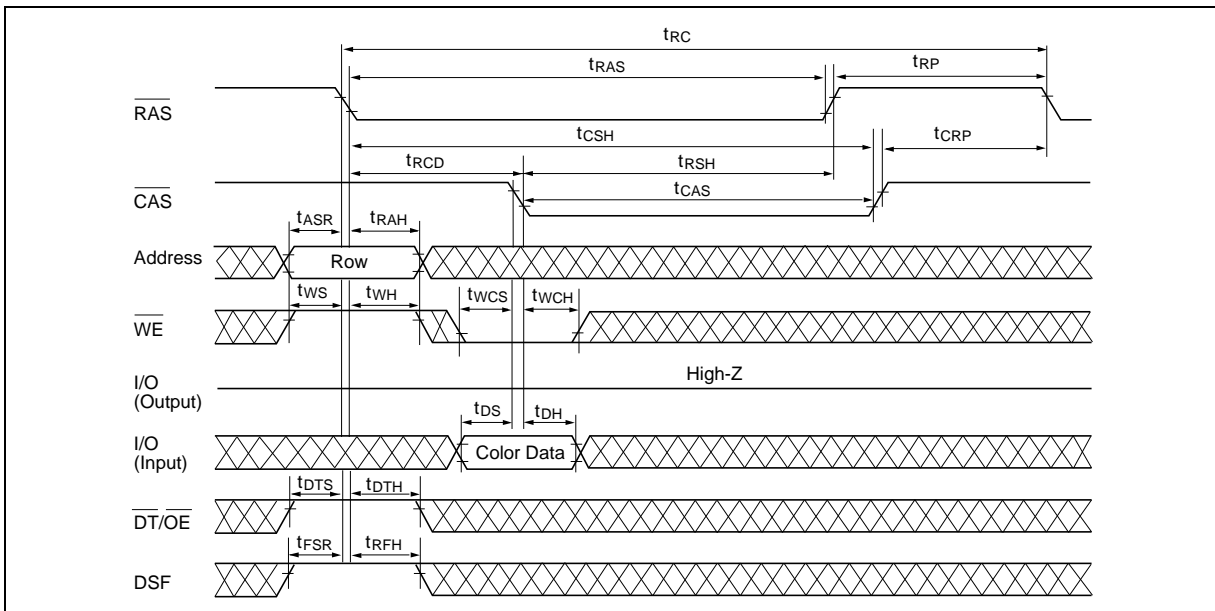 tRC
tRAS
tRP
RAS
tCSH
tCRP
tRCD
tRSH
CAS
tCAS
tASR
tRAH
Address
Row
tWS
tWH
tWCS
tWCH
WE
I/O
(Output)
High-Z
tDS
tDH
I/O
(Input)
Color Data
tDTS
tDTH
DT/OE
tFSR
tRFH
DSF